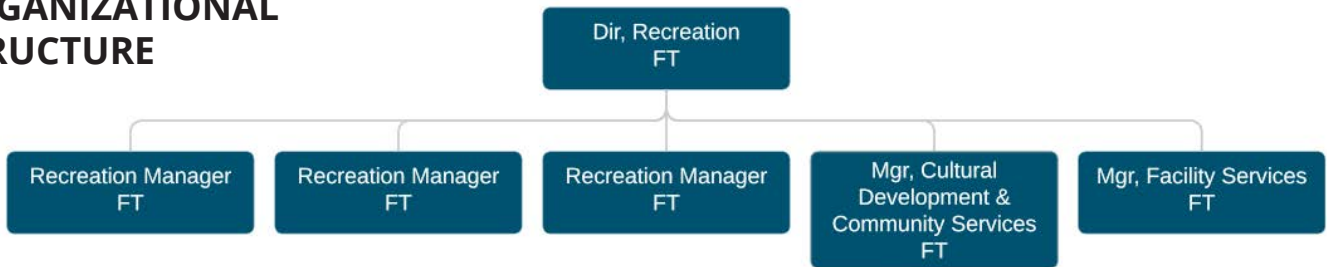 GANIZATIONAL
RUCTURE
Dir, Recreation
FT
Recreation Manager
FT
Recreation Manager
FT
Recreation Manager
FT
Mgr, Cultural
Development &
Community Services
FT
Mgr, Facility Services
FT